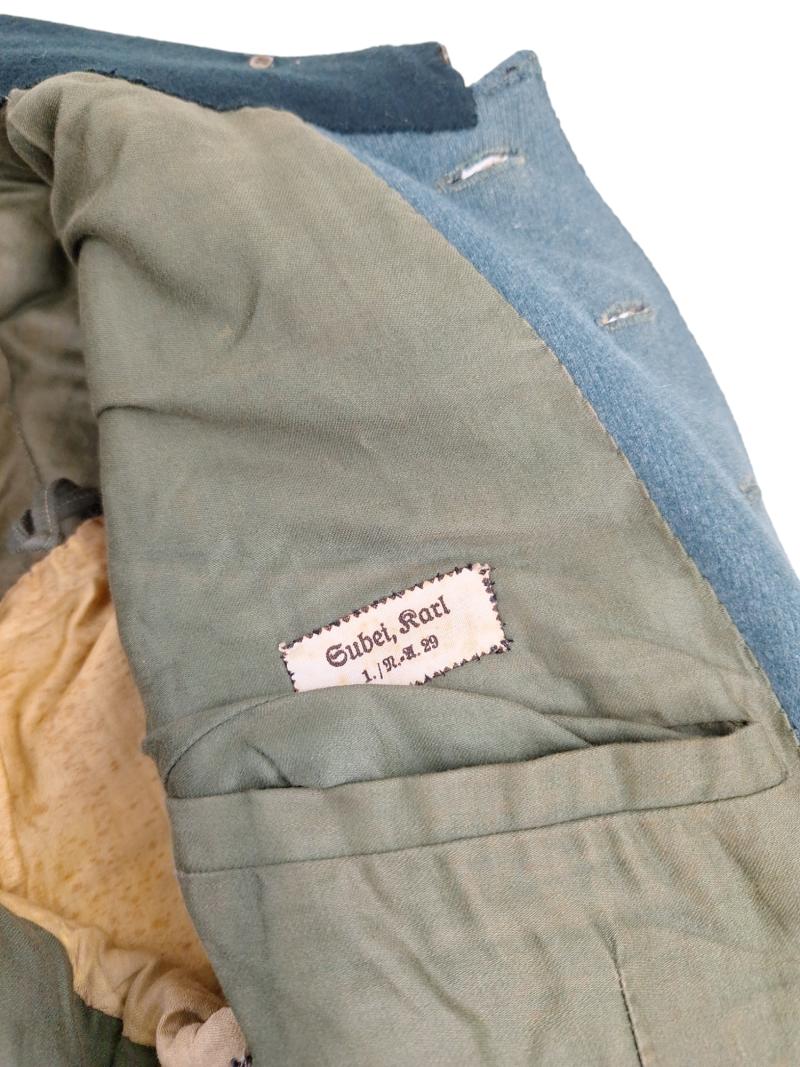 Subei, Karl
1./N.-A. 29